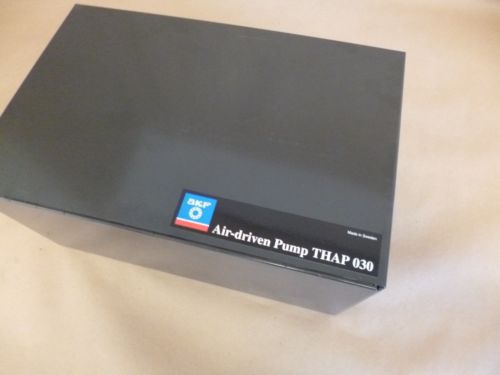 SKF
Made in Sweden
Air-driven Pump THAP 030